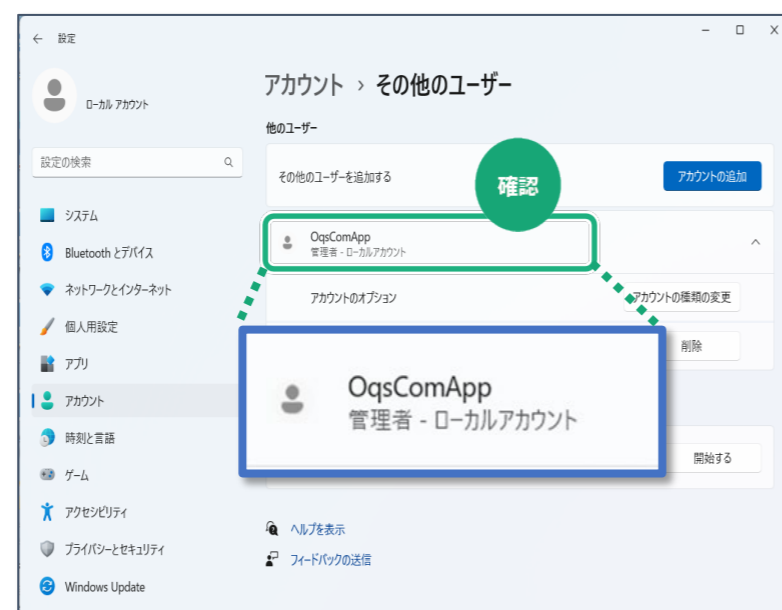 設定
ローカル アカウント
設定の検索
システム
Bluetooth とデバイス
ネットワークとインターネット
個人用設定
アプリ
アカウント
時刻と言語
ゲーム
アクセシビリティ
プライバシーとセキュリティ
Windows Update
アカウント › その他のユーザー
他のユーザー
その他のユーザーを追加する
確認
アカウントの追加
OqsComApp
管理者 - ローカルアカウント
アカウントのオプション
アカウントの種類の変更
削除
OqsComApp
管理者 - ローカルアカウント
開始する
ヘルプを表示
フィードバックの送信